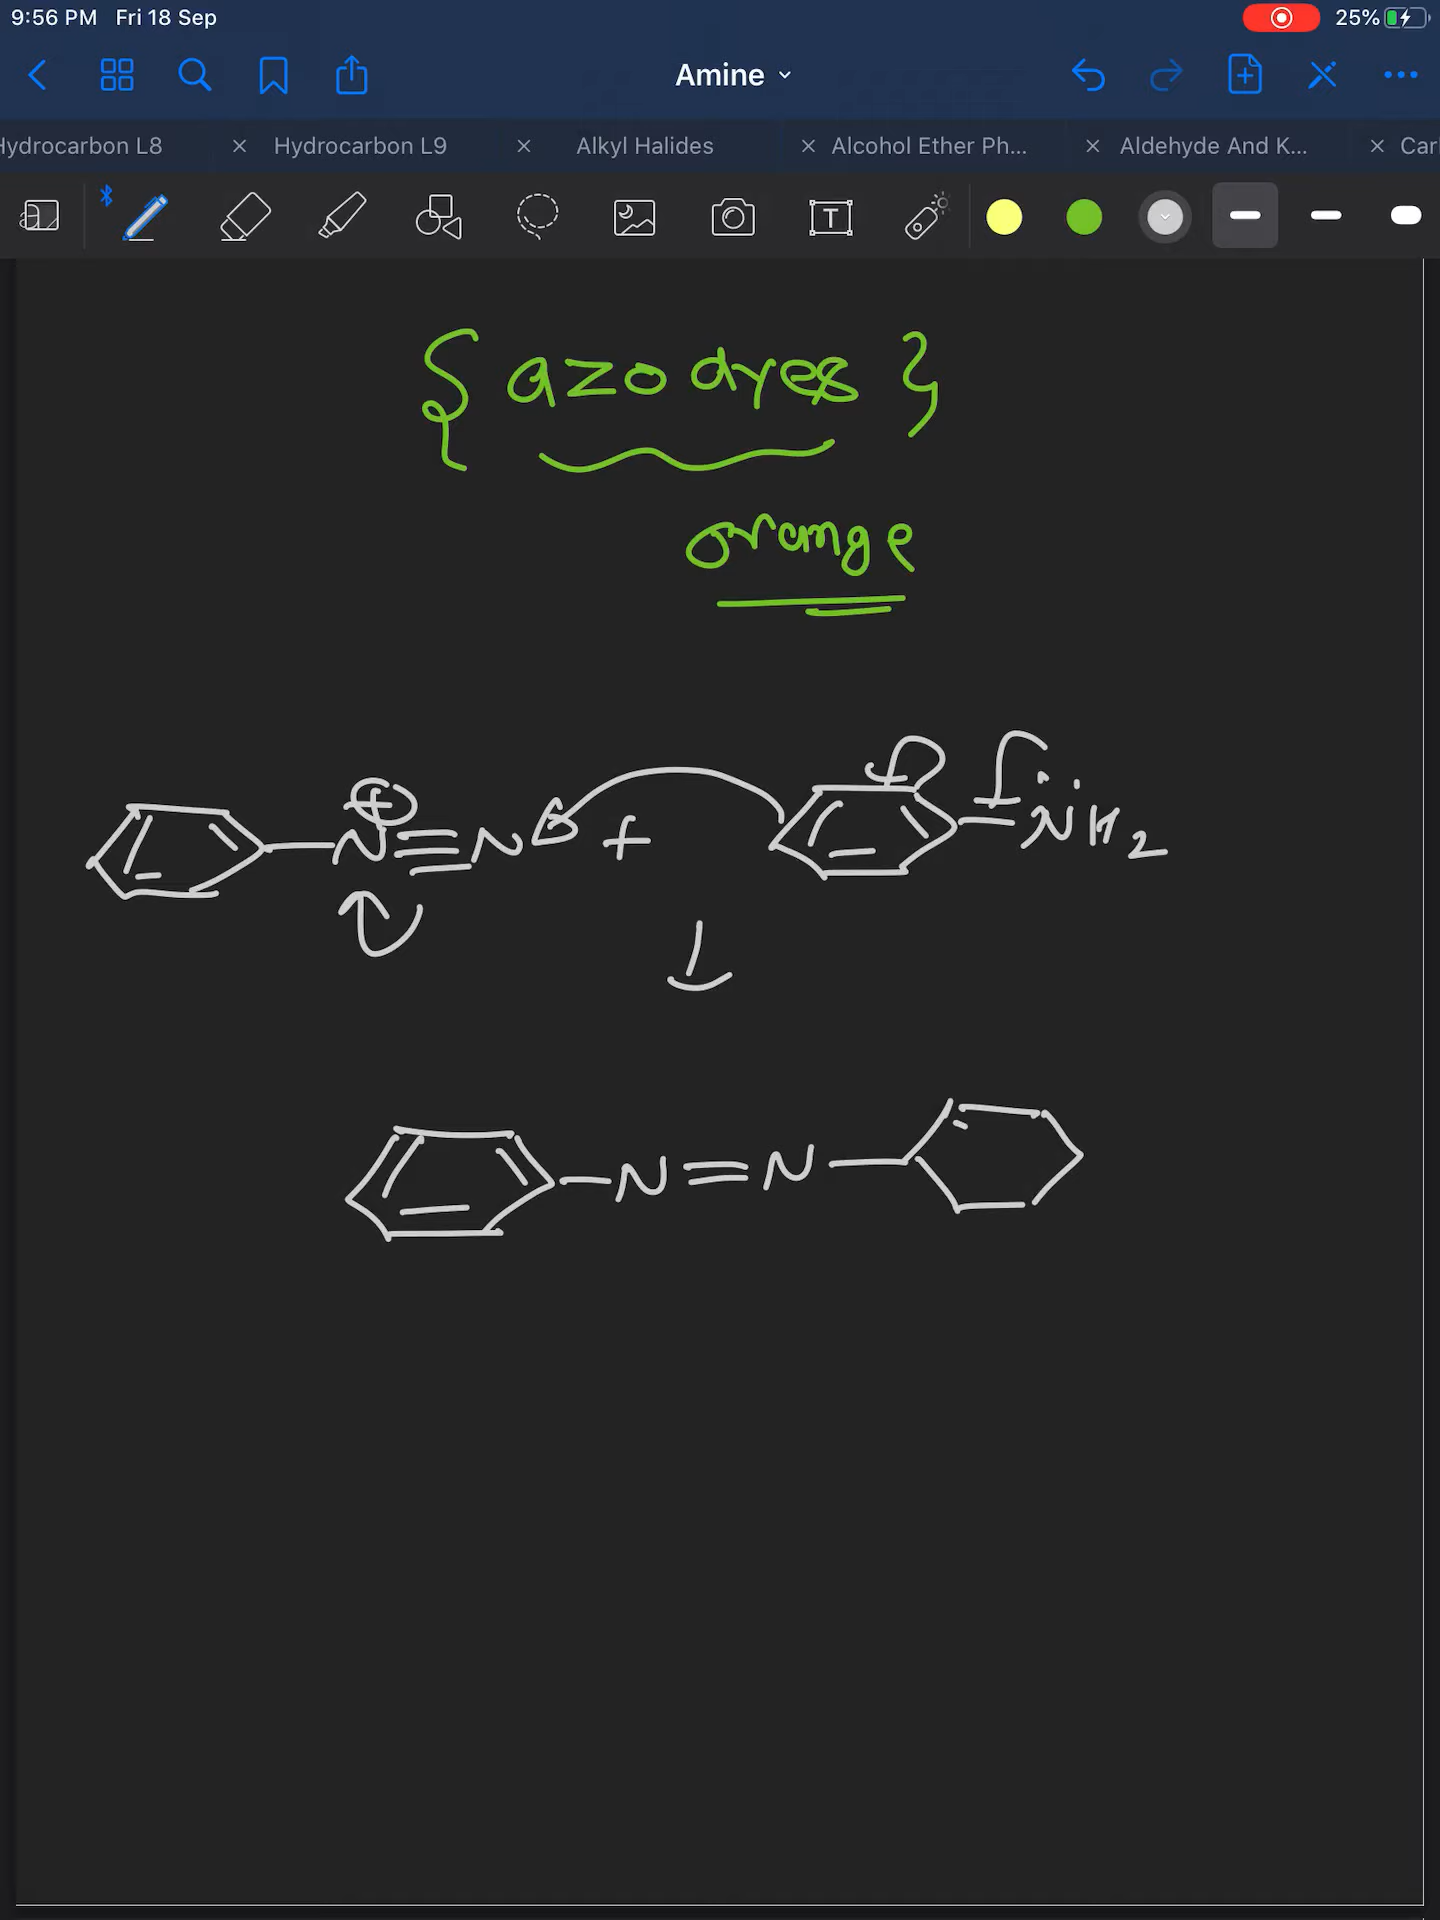 9:56 PM Fri 18 Sep 25%
Amine
Hydrocarbon L8 Hydrocarbon L9 Alkyl Halides Alcohol Ether Ph... Aldehyde And K... Car
T
{ azo dyes }
orange
N⊕≡N + N̈H₂
N=N